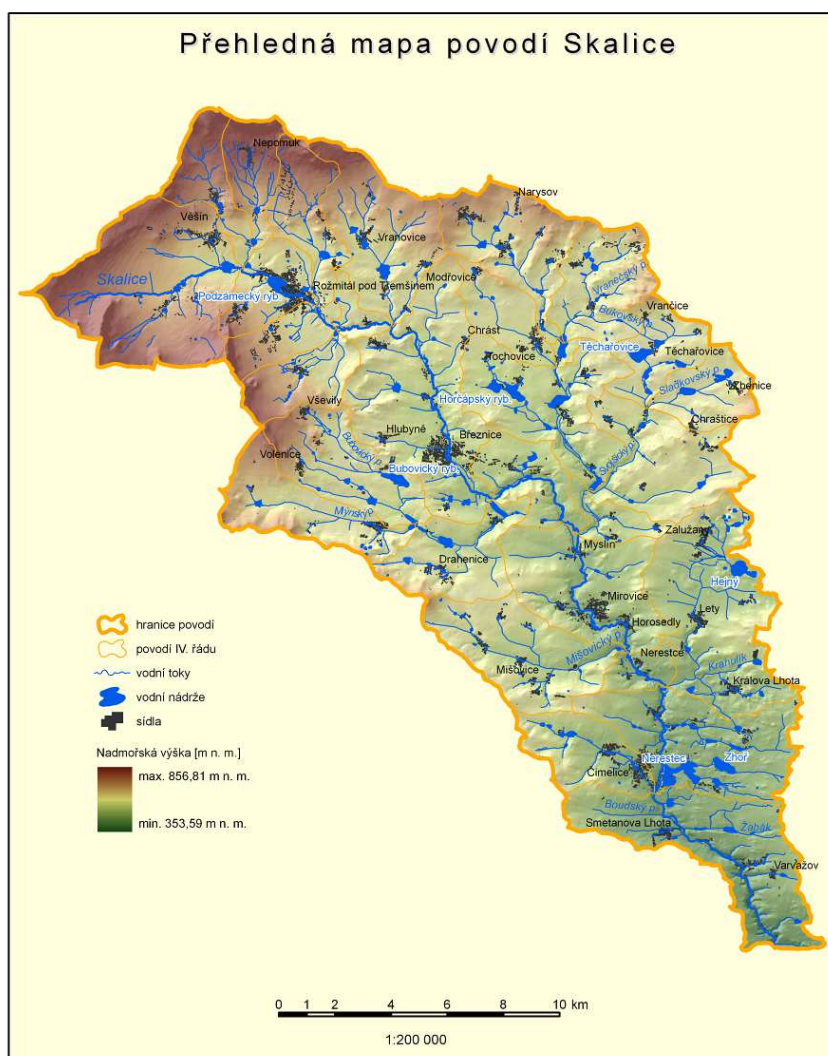 Přehledná mapa povodí Skalice
Nepomuk
Narysov
Věšín
Vranovice
Skalice
Modřovice
Vranečský p.
Rožmitál pod Třemšínem
Podzámecký ryb.
Vrančice
Bukovský p.
Chrást
Těchařovice
Těchařovice
Tochovice
Sladkovský p.
Vševily
Horčápský ryb.
Chraštice
Hlubyně
Březnice
Volenice
Bubovický p.
Bubovický ryb.
Mlýnský p.
Zalužany
Myslín
Drahenice
Hejný
Mirovice
Lety
Horosedly
Mišovický p.
Nerestce
Krahulík
Mišovice
Králova Lhota
Nerestec
Zhoř
Čimelice
Boudský p.
Smetanova Lhota
Žabák
Varvažov
hranice povodí
povodí IV. řádu
vodní toky
vodní nádrže
sídla
Nadmořská výška [m n. m.]
max. 856,81 m n. m.
min. 353,59 m n. m.
0 1 2 4 6 8 10 km
1:200 000